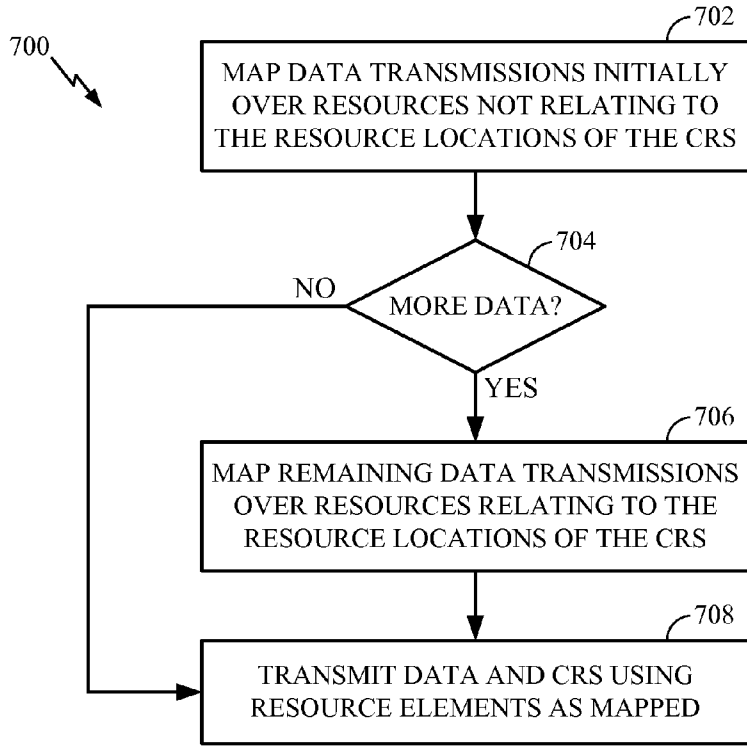 700
702
MAP DATA TRANSMISSIONS INITIALLY
OVER RESOURCES NOT RELATING TO
THE RESOURCE LOCATIONS OF THE CRS
704
NO
MORE DATA?
YES
706
MAP REMAINING DATA TRANSMISSIONS
OVER RESOURCES RELATING TO THE
RESOURCE LOCATIONS OF THE CRS
708
TRANSMIT DATA AND CRS USING
RESOURCE ELEMENTS AS MAPPED